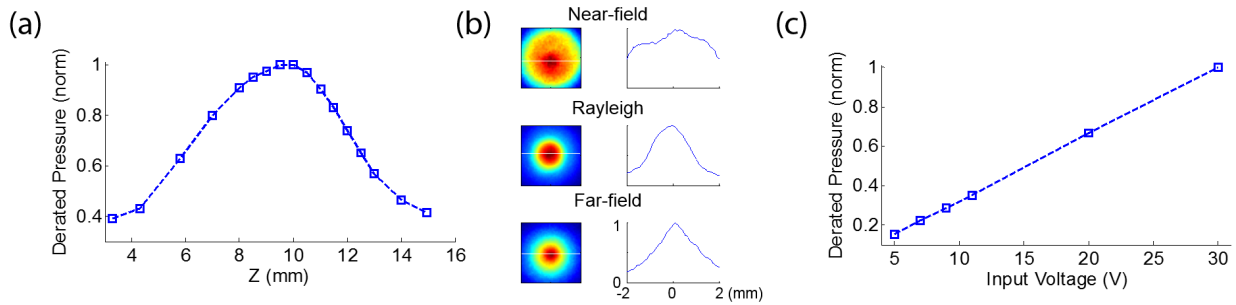 (a)
Derated Pressure (norm)
1
0.8
0.6
0.4
4 6 8 10 12 14 16
Z (mm)
(b)
Near-field
Rayleigh
Far-field
1
0
-2 0 2 (mm)
(c)
Derated Pressure (norm)
1
0.8
0.6
0.4
0.2
5 10 15 20 25 30
Input Voltage (V)